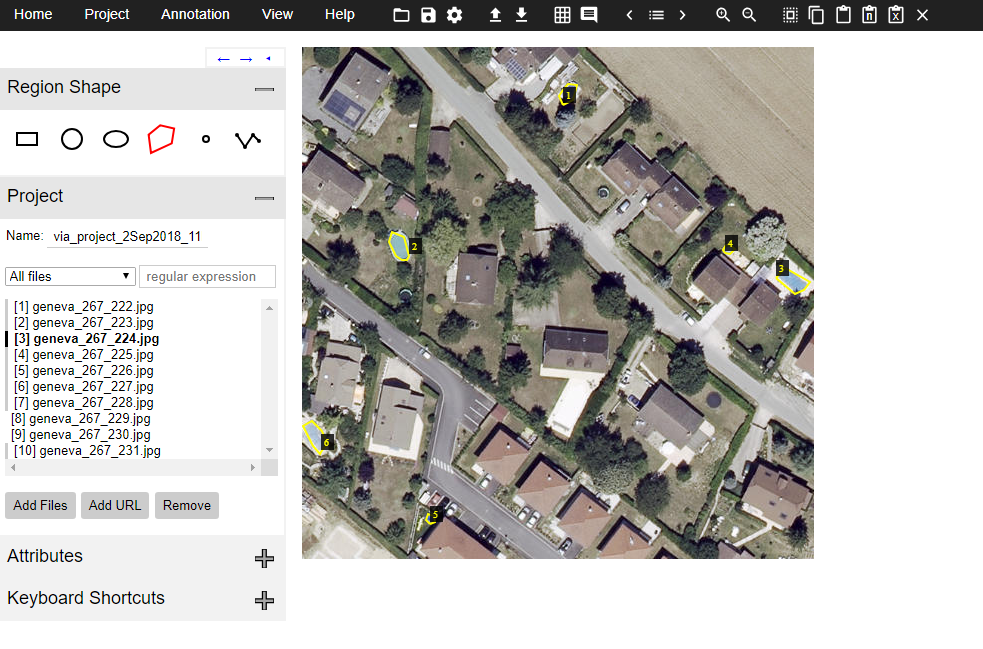 Home Project Annotation View Help
Region Shape
Project
Name: via_project_2Sep2018_11
All files regular expression
[1] geneva_267_222.jpg
[2] geneva_267_223.jpg
[3] geneva_267_224.jpg
[4] geneva_267_225.jpg
[5] geneva_267_226.jpg
[6] geneva_267_227.jpg
[7] geneva_267_228.jpg
[8] geneva_267_229.jpg
[9] geneva_267_230.jpg
[10] geneva_267_231.jpg
Add Files Add URL Remove
Attributes
Keyboard Shortcuts
1
2
4
3
6
5